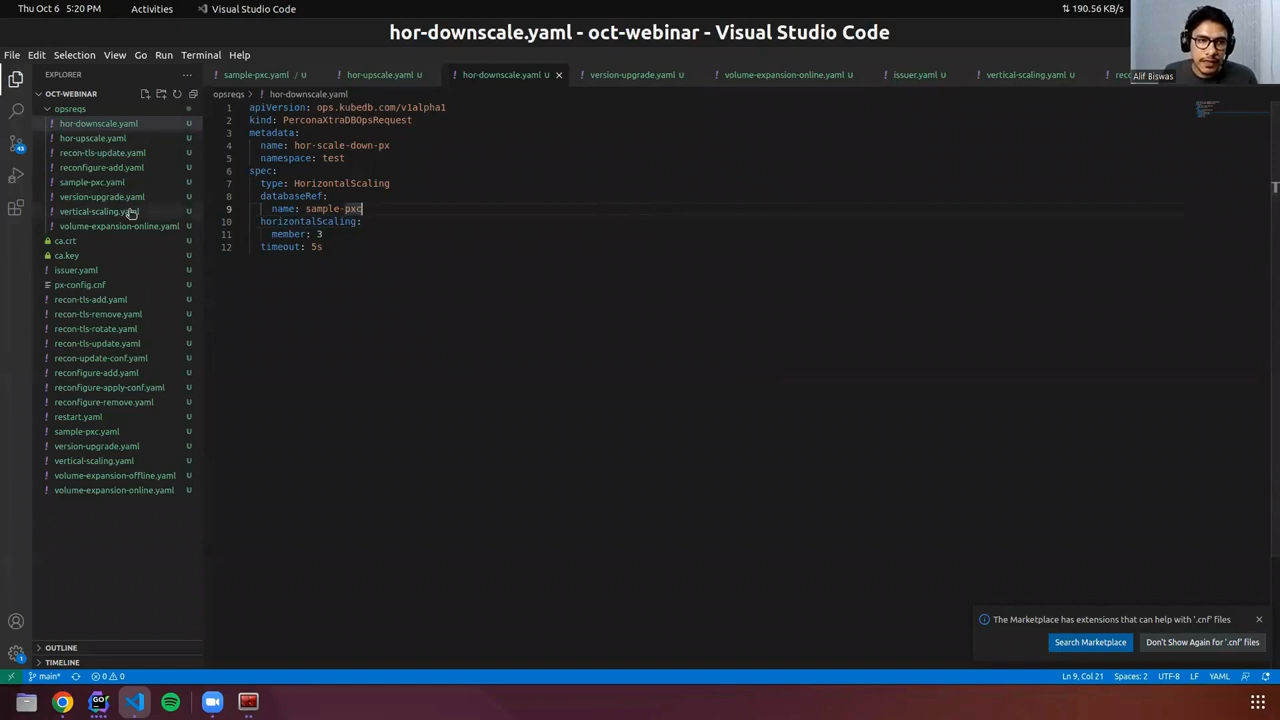 Thu Oct 6 5:20 PM
Activities
Visual Studio Code
190.56 KB/s
hor-downscale.yaml - oct-webinar - Visual Studio Code
File Edit Selection View Go Run Terminal Help
Alif Biswas
EXPLORER
sample-pxc.yaml / U
hor-upscale.yaml U
hor-downscale.yaml U
version-upgrade.yaml U
volume-expansion-online.yaml U
issuer.yaml U
vertical-scaling.yaml U
OCT-WEBINAR
opsreqs
hor-downscale.yaml U
hor-upscale.yaml U
recon-tls-update.yaml U
reconfigure-add.yaml U
sample-pxc.yaml U
version-upgrade.yaml U
vertical-scaling.yaml U
volume-expansion-online.yaml U
ca.crt U
ca.key U
issuer.yaml U
px-config.cnf U
recon-tls-add.yaml U
recon-tls-remove.yaml U
recon-tls-rotate.yaml U
recon-tls-update.yaml U
recon-update-conf.yaml U
reconfigure-add.yaml U
reconfigure-apply-conf.yaml U
reconfigure-remove.yaml U
restart.yaml U
sample-pxc.yaml U
version-upgrade.yaml U
vertical-scaling.yaml U
volume-expansion-offline.yaml U
volume-expansion-online.yaml U
OUTLINE
TIMELINE
opsreqs > hor-downscale.yaml
1 apiVersion: ops.kubedb.com/v1alpha1
2 kind: PerconaXtraDBOpsRequest
3 metadata:
4 name: hor-scale-down-px
5 namespace: test
6 spec:
7 type: HorizontalScaling
8 databaseRef:
9 name: sample-pxc
10 horizontalScaling:
11 member: 3
12 timeout: 5s
The Marketplace has extensions that can help with '.cnf' files
Search Marketplace
Don't Show Again for '.cnf' files
43
1
main*
0 0
Ln 9, Col 21 Spaces: 2 UTF-8 LF YAML
GO